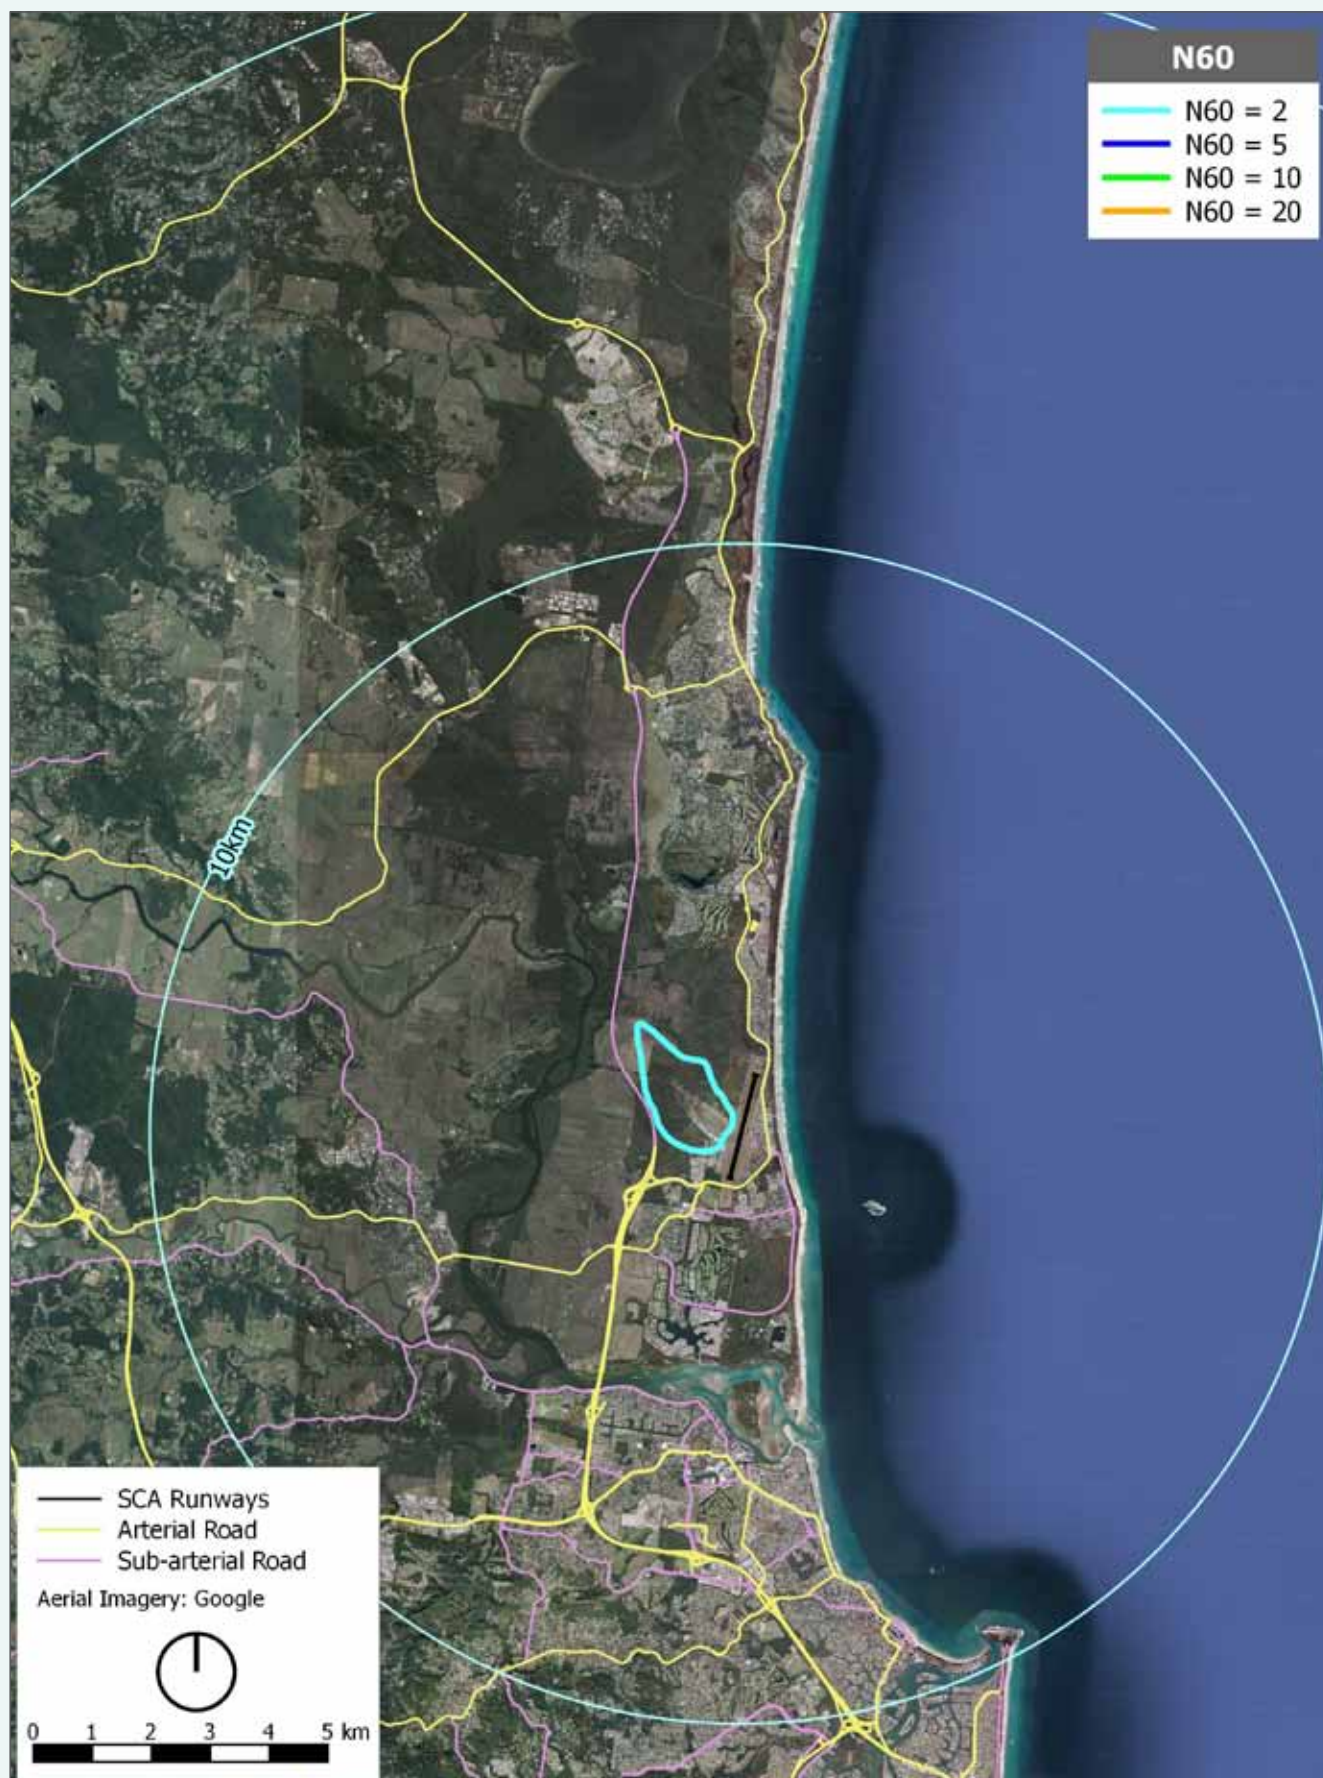 N60
N60 = 2
N60 = 5
N60 = 10
N60 = 20
10km
SCA Runways
Arterial Road
Sub-arterial Road
Aerial Imagery: Google
0 1 2 3 4 5 km